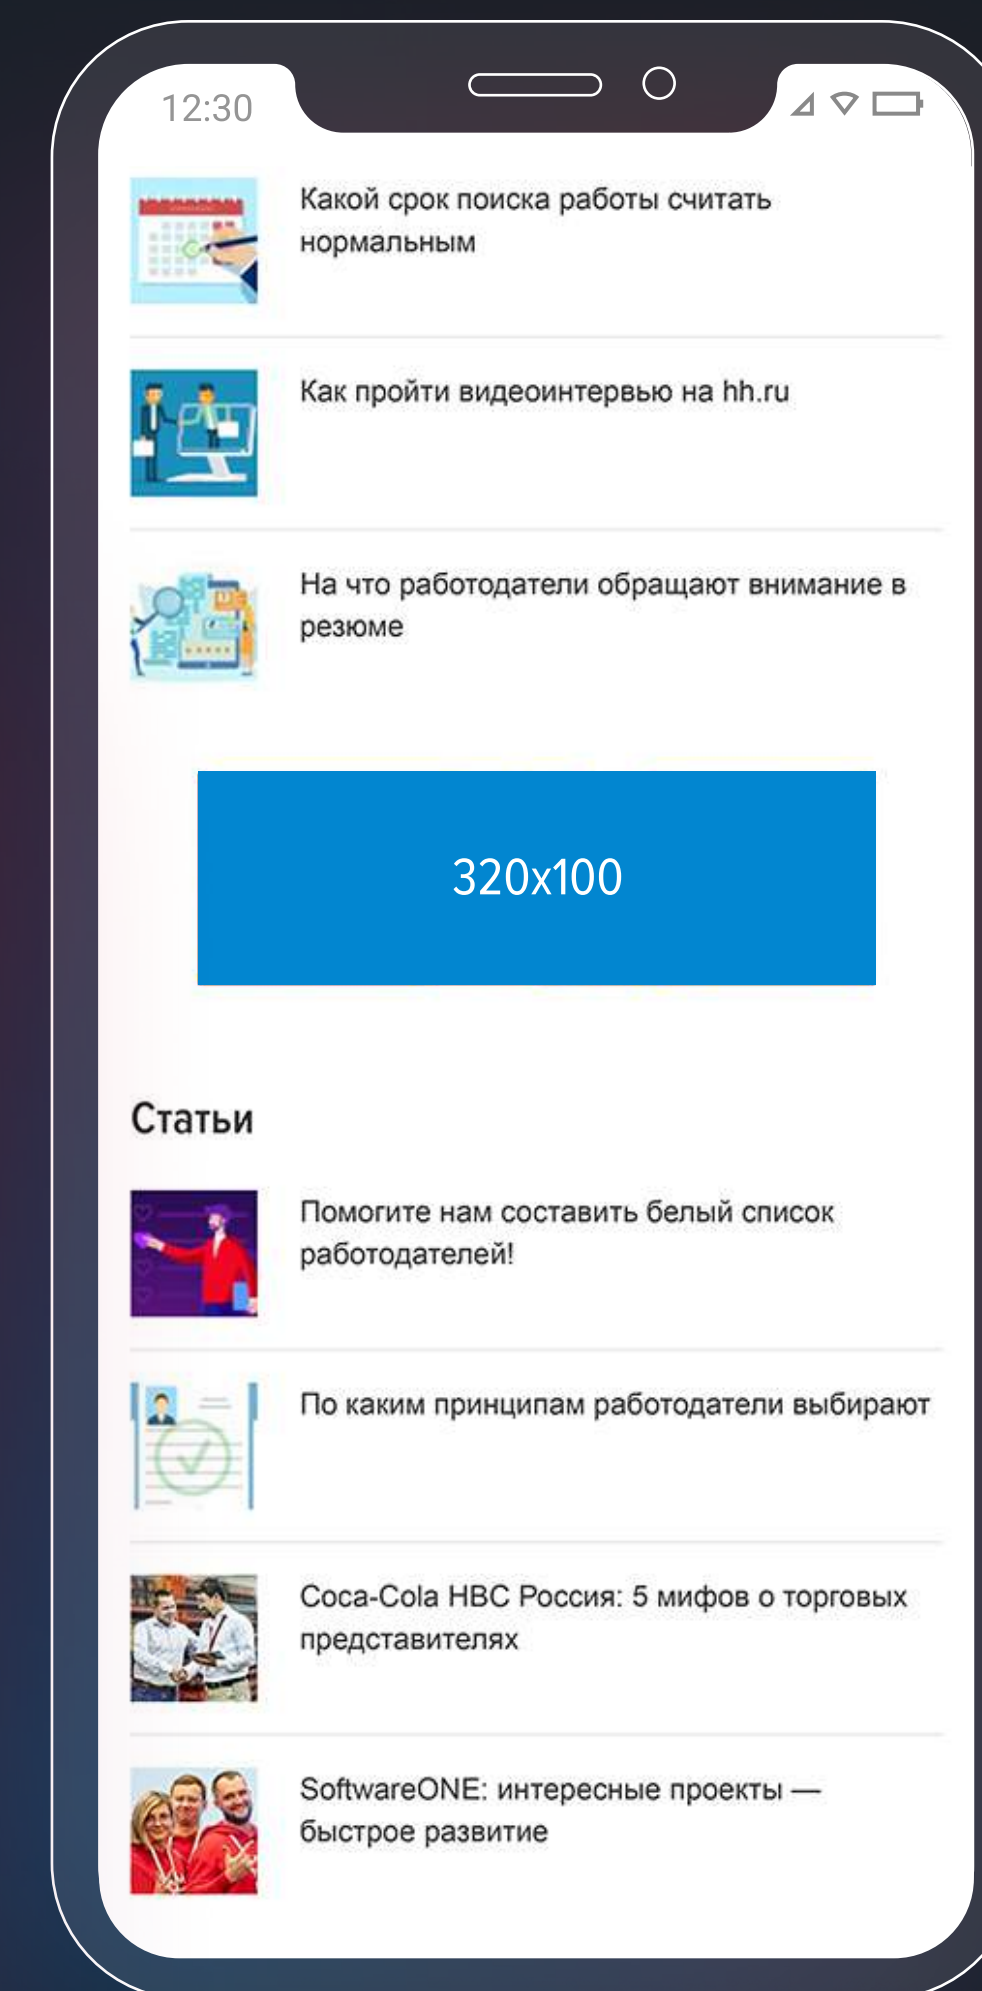 12:30
Какой срок поиска работы считать
нормальным
Как пройти видеоинтервью на hh.ru
На что работодатели обращают внимание в
резюме
320x100
Статьи
Помогите нам составить белый список
работодателей!
По каким принципам работодатели выбирают
Coca-Cola HBC Россия: 5 мифов о торговых
представителях
SoftwareONE: интересные проекты —
быстрое развитие